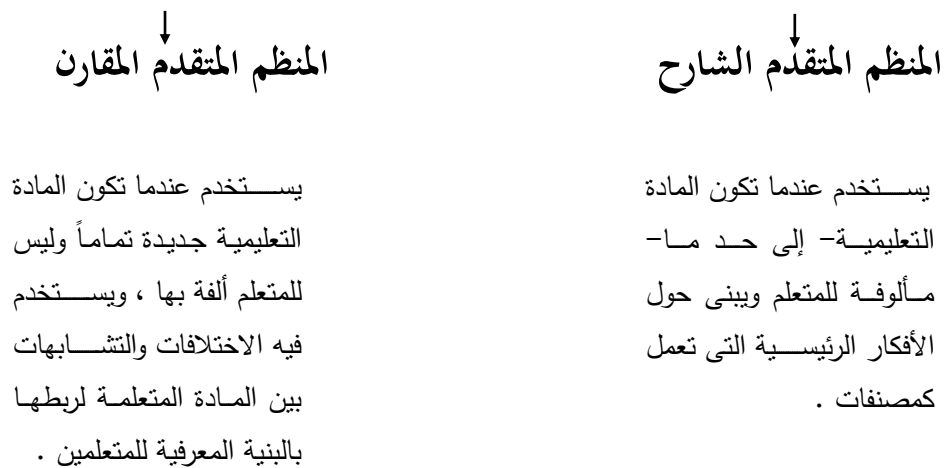 المنظم المتقدم الشارح
يستخدم عندما تكون المادة
التعليمية– إلى حد ما–
مألوفة للمتعلم ويبنى حول
الأفكار الرئيسية التى تعمل
كمصنفات .
المنظم المتقدم المقارن
يستخدم عندما تكون المادة
التعليمية جديدة تماماً وليس
للمتعلم ألفة بها ، ويستخدم
فيه الاختلافات والتشابهات
بين المادة المتعلمة لربطها
بالبنية المعرفية للمتعلمين .